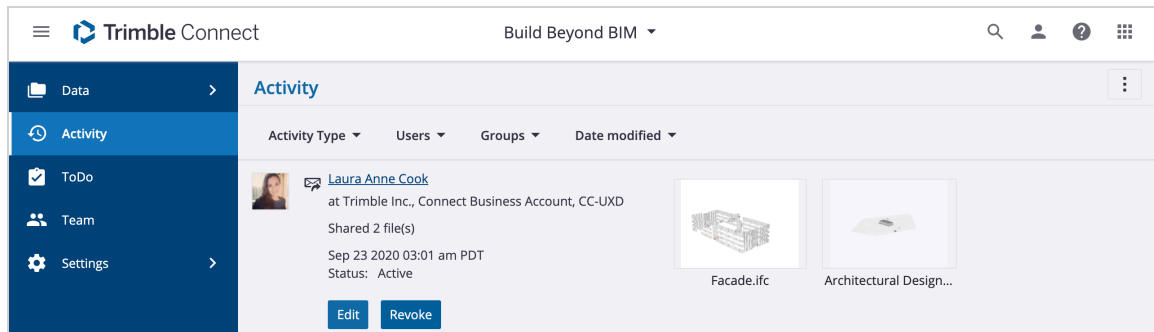 Trimble Connect
Build Beyond BIM
Data
Activity
ToDo
Team
Settings
Activity
Activity Type Users Groups Date modified
Laura Anne Cook
at Trimble Inc., Connect Business Account, CC-UXD
Shared 2 file(s)
Sep 23 2020 03:01 am PDT
Status: Active
Edit Revoke
Facade.ifc
Architectural Design...